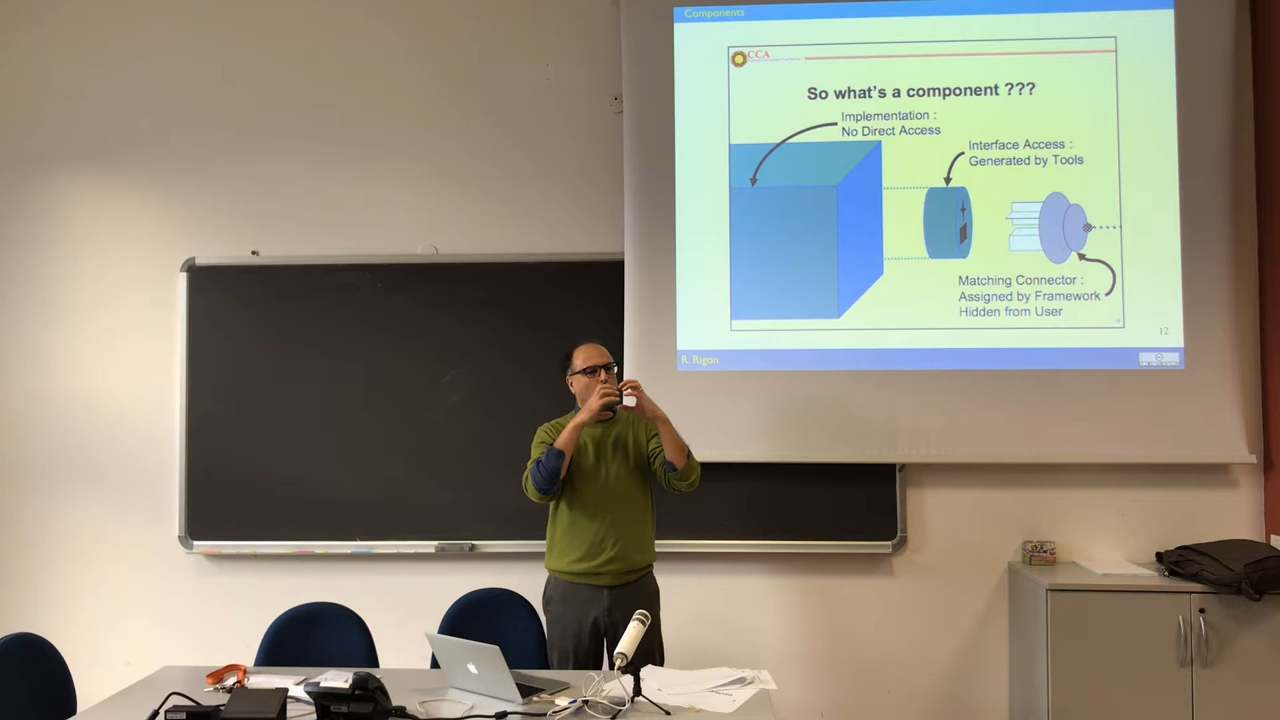 Components
CCA
So what's a component ???
Implementation :
No Direct Access
Interface Access :
Generated by Tools
Matching Connector :
Assigned by Framework
Hidden from User
12
R. Rigon